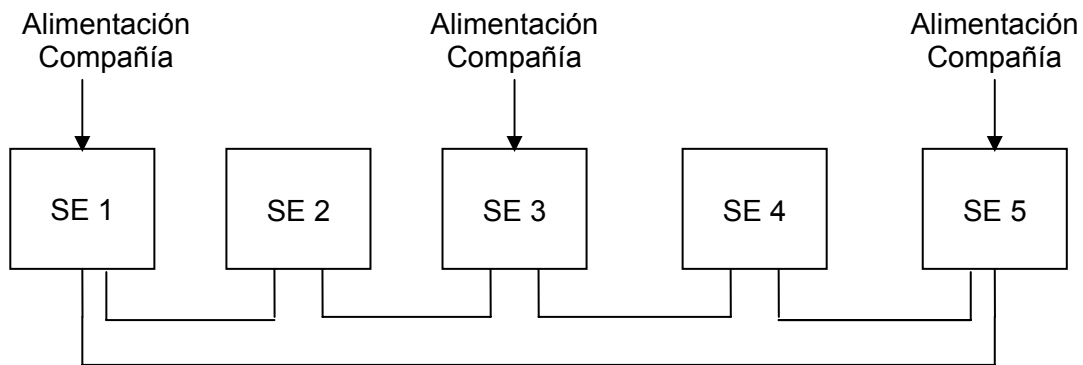 Alimentación
Compañía
Alimentación
Compañía
Alimentación
Compañía
SE 1
SE 2
SE 3
SE 4
SE 5